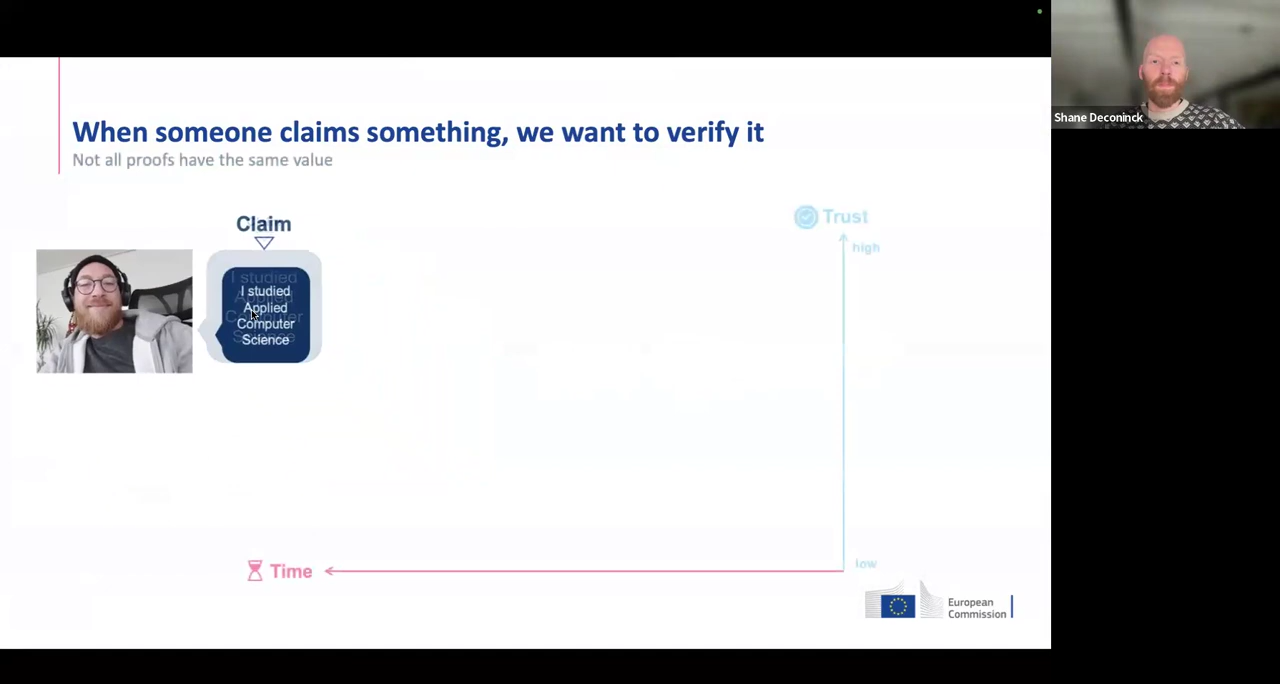 When someone claims something, we want to verify it
Not all proofs have the same value
Claim
I studied
Applied
Computer
Science
Trust
high
low
Time
European
Commission
Shane Deconinck